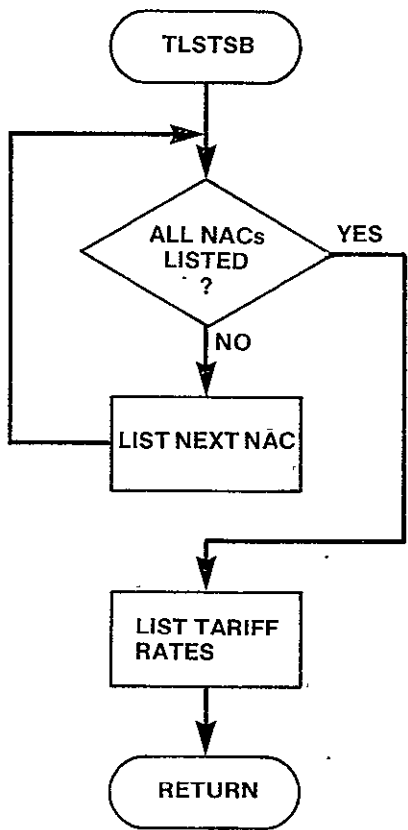 TLSTSB
ALL NACs
LISTED
?
YES
NO
LIST NEXT NAC
LIST TARIFF
RATES
RETURN